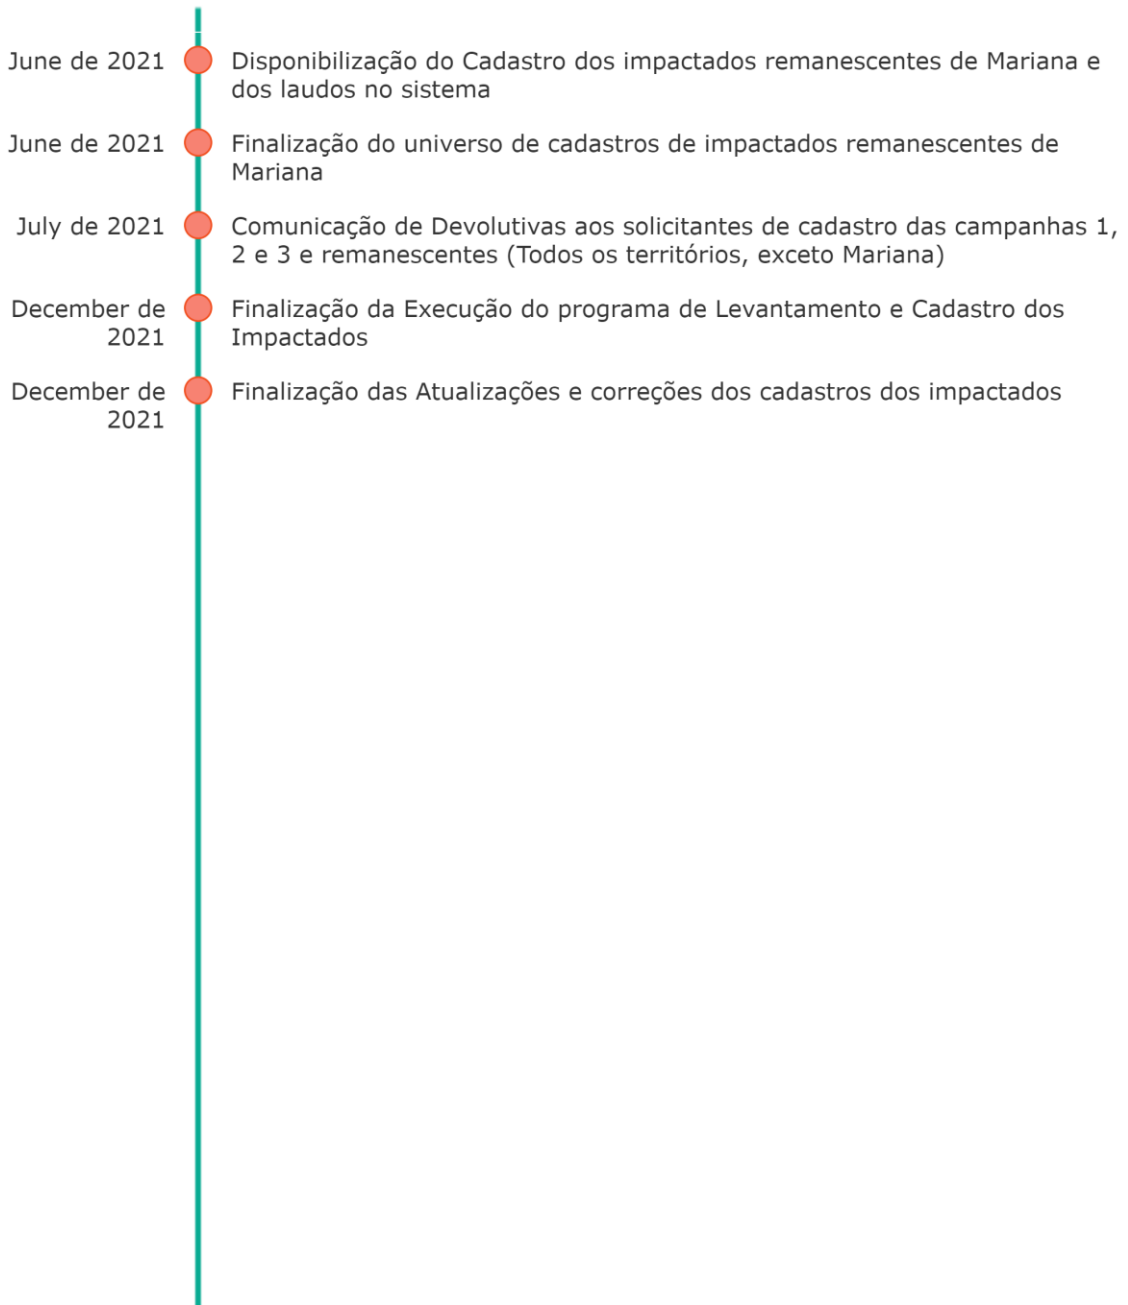 June de 2021
Disponibilização do Cadastro dos impactados remanescentes de Mariana e
dos laudos no sistema
June de 2021
Finalização do universo de cadastros de impactados remanescentes de
Mariana
July de 2021
Comunicação de Devolutivas aos solicitantes de cadastro das campanhas 1,
2 e 3 e remanescentes (Todos os territórios, exceto Mariana)
December de
2021
Finalização da Execução do programa de Levantamento e Cadastro dos
Impactados
December de
2021
Finalização das Atualizações e correções dos cadastros dos impactados